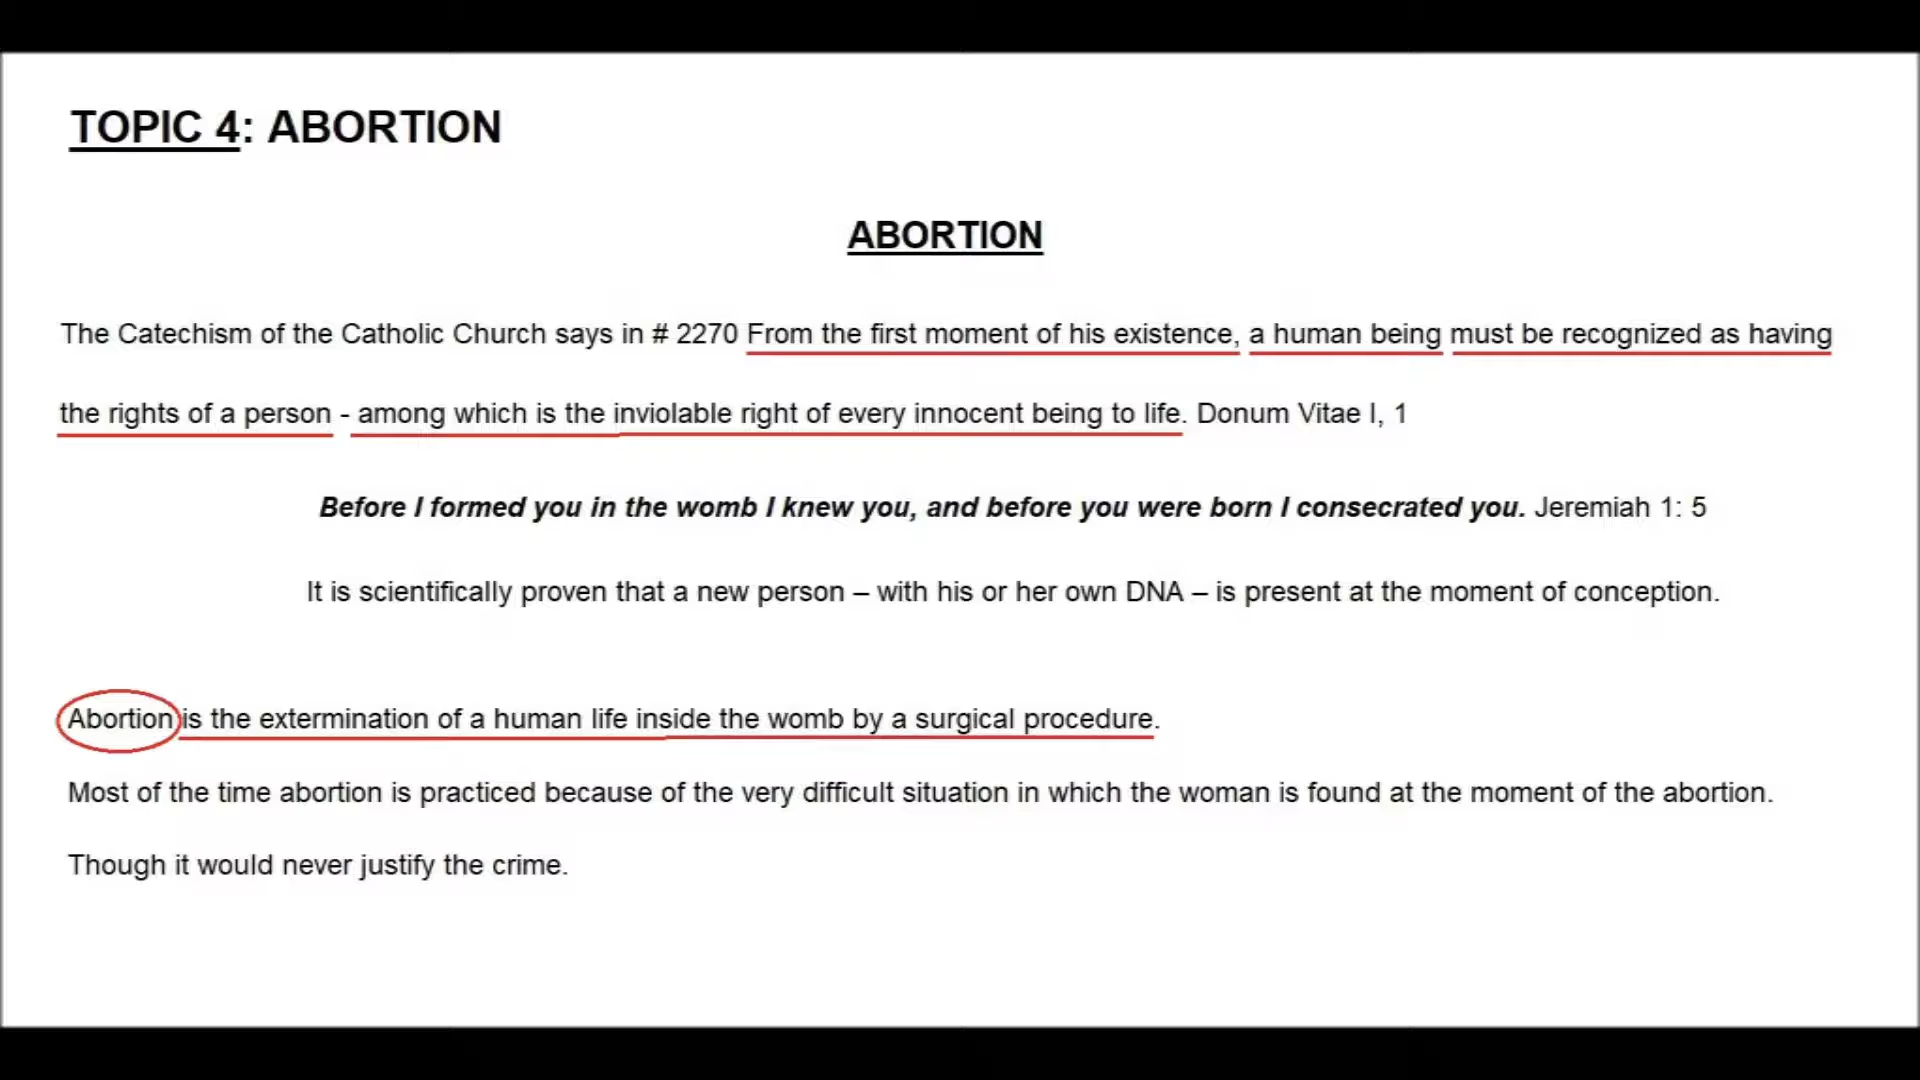 TOPIC 4: ABORTION
ABORTION
The Catechism of the Catholic Church says in # 2270 From the first moment of his existence, a human being must be recognized as having
the rights of a person - among which is the inviolable right of every innocent being to life. Donum Vitae I, 1
Before I formed you in the womb I knew you, and before you were born I consecrated you. Jeremiah 1: 5
It is scientifically proven that a new person – with his or her own DNA – is present at the moment of conception.
Abortion is the extermination of a human life inside the womb by a surgical procedure.
Most of the time abortion is practiced because of the very difficult situation in which the woman is found at the moment of the abortion.
Though it would never justify the crime.